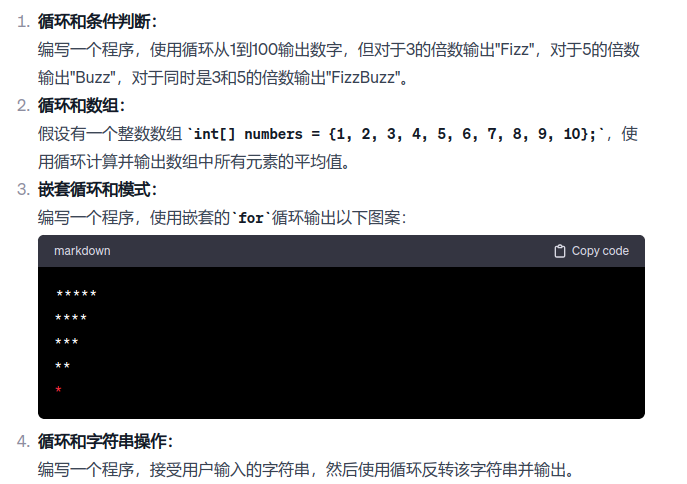 1. 循环和条件判断：
编写一个程序，使用循环从1到100输出数字，但对于3的倍数输出"Fizz"，对于5的倍数
输出"Buzz"，对于同时是3和5的倍数输出"FizzBuzz"。
2. 循环和数组：
假设有一个整数数组 `int[] numbers = {1, 2, 3, 4, 5, 6, 7, 8, 9, 10};`，使
用循环计算并输出数组中所有元素的平均值。
3. 嵌套循环和模式：
编写一个程序，使用嵌套的`for`循环输出以下图案：
markdown Copy code
*****
****
***
**
*
4. 循环和字符串操作：
编写一个程序，接受用户输入的字符串，然后使用循环反转该字符串并输出。